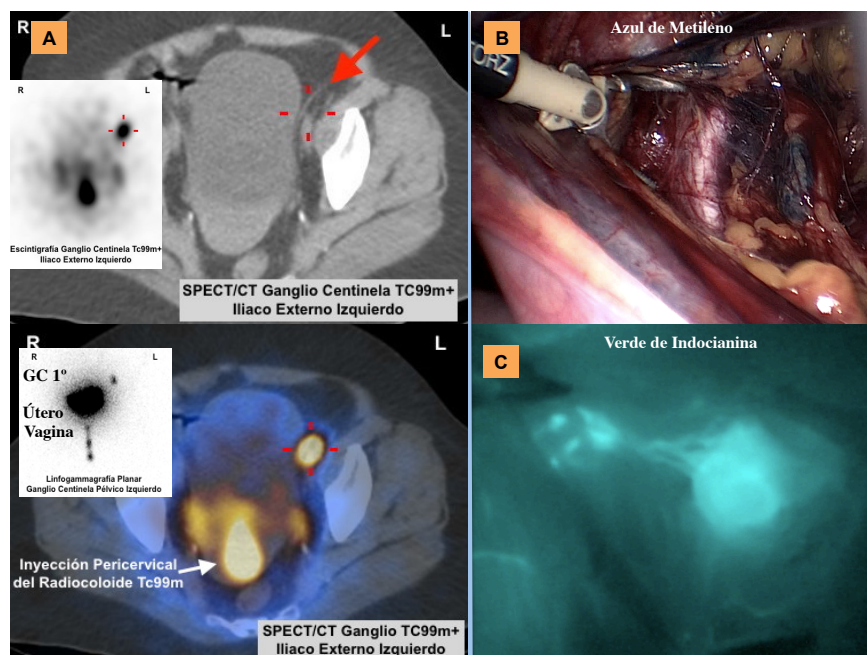 R
A
L
R
L
Escintigrafía Ganglio Centinela Tc99m+
Iliaco Externo Izquierdo
SPECT/CT Ganglio Centinela TC99m+
Iliaco Externo Izquierdo
B
Azul de Metileno
TORZ
R
L
R
L
GC 1º
Útero
Vagina
Linfogammagrafía Planar
Ganglio Centinela Pélvico Izquierdo
Inyección Pericervical
del Radiocoloide Tc99m
SPECT/CT Ganglio TC99m+
Iliaco Externo Izquierdo
C
Verde de Indocianina